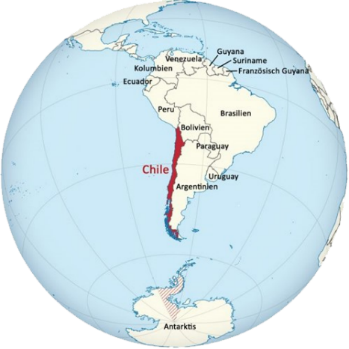 Guyana
Venezuela
Suriname
Kolumbien
Französisch Guyana
Ecuador
Peru
Brasilien
Bolivien
Paraguay
Chile
Uruguay
Argentinien
Antarktis